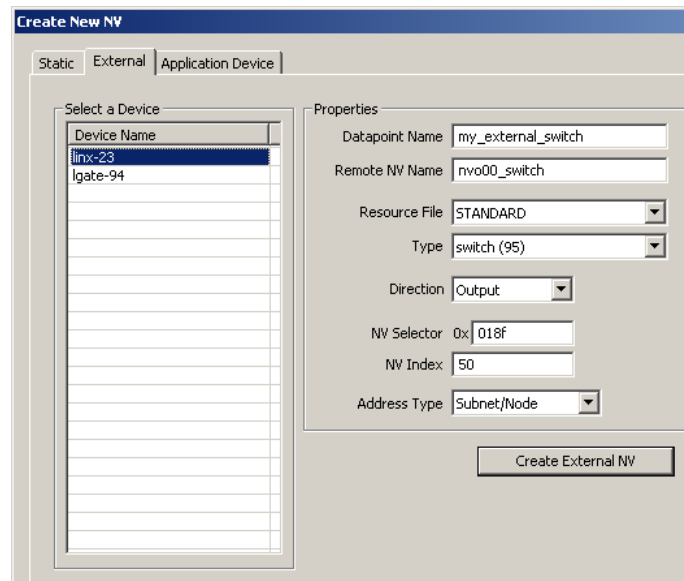 Create New NV
Static External Application Device
Select a Device
Device Name
linx-23
lgate-94
Properties
Datapoint Name my_external_switch
Remote NV Name nvo00_switch
Resource File STANDARD
Type switch (95)
Direction Output
NV Selector 0x 018f
NV Index 50
Address Type Subnet/Node
Create External NV